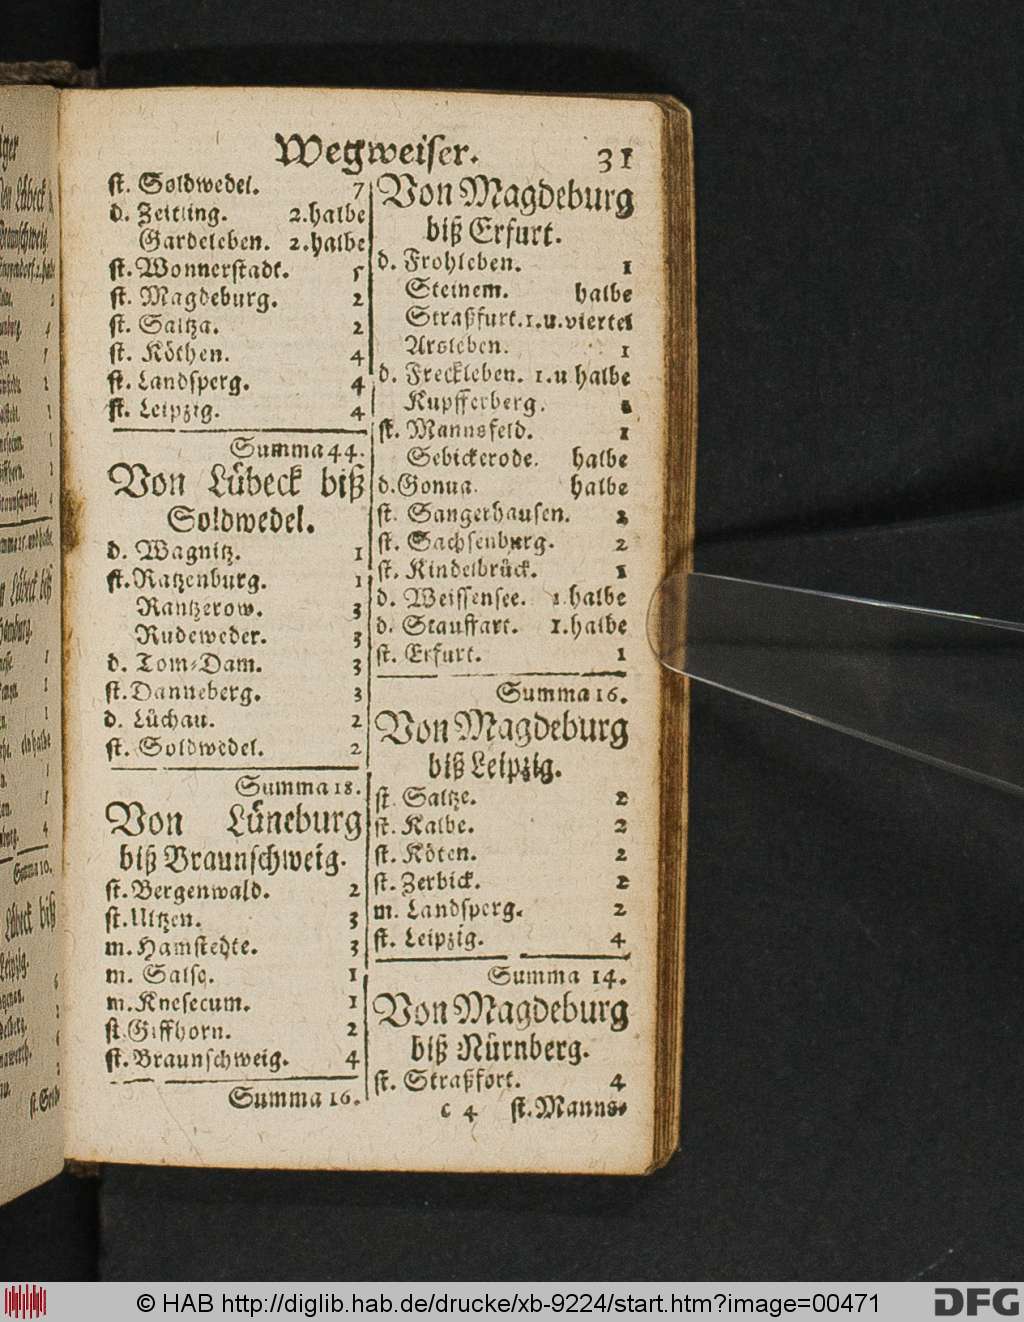 Wegweiser. 31
st. Soldwedel. 7
d. Zeitling. 2.halbe
Gardeleben. 2.halbe
st. Wonnerstadt. 5
st. Magdeburg. 2
st. Saltza. 2
st. Köthen. 4
st. Landsperg. 4
st. Leipzig. 4
Summa 44.
Von Lübeck biß
Soldwedel.
d. Wagnitz. 1
st. Ratzenburg. 1
Rantzerow. 3
Rudeweder. 3
d. Tom-Dam. 3
st. Danneberg. 3
d. Lüchau. 2
st. Soldwedel. 2
Summa 18.
Von Lüneburg
biß Braunschweig.
st. Bergenwald. 2
st. Ultzen. 3
m. Hamstedte. 3
m. Salse. 1
m. Knesecum. 1
st. Giffhorn. 2
st. Braunschweig. 4
Summa 16.
Von Magdeburg
biß Erfurt.
d. Frohleben. 1
Steinem. halbe
Straßfurt. 1.u.viertel
Arsleben. 1
d. Freckleben. 1.u halbe
Kupfferberg.
st. Mannsfeld. 1
Sebickerode. halbe
d. Gonua. halbe
st. Sangerhausen. 2
st. Sachsenburg. 2
st. Kindelbrück. 1
d. Weissensee. 1 halbe
d. Stauffart. 1.halbe
st. Erfurt. 1
Summa 16.
Von Magdeburg
biß Leipzig.
st. Saltze. 2
st. Kalbe. 2
st. Köten. 2
st. Zerbick. 2
m. Landsperg. 2
st. Leipzig. 4
Summa 14.
Von Magdeburg
biß Nürnberg.
st. Straßfort. 4
c 4 st. Manns-
© HAB http://diglib.hab.de/drucke/xb-9224/start.htm?image=00471
DFG